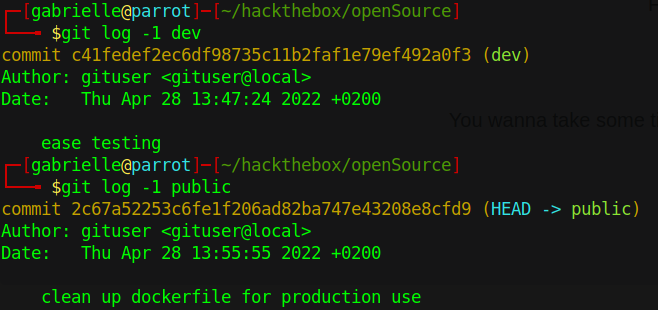 ┌─[gabrielle@parrot]─[~/hackthebox/openSource]
└──╼ $git log -1 dev
commit c41fedef2ec6df98735c11b2faf1e79ef492a0f3 (dev)
Author: gituser <gituser@local>
Date:   Thu Apr 28 13:47:24 2022 +0200
You wanna take some t
    ease testing
┌─[gabrielle@parrot]─[~/hackthebox/openSource]
└──╼ $git log -1 public
commit 2c67a52253c6fe1f206ad82ba747e43208e8cfd9 (HEAD -> public)
Author: gituser <gituser@local>
Date:   Thu Apr 28 13:55:55 2022 +0200
    clean up dockerfile for production use